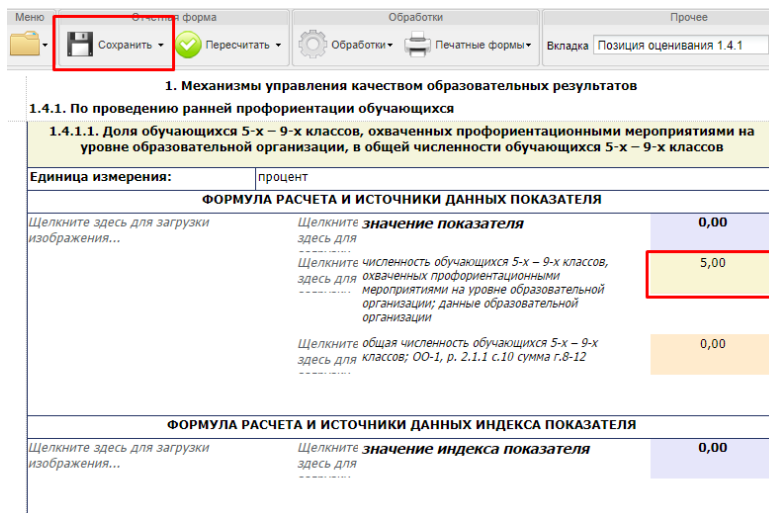 Меню Отчетная форма Обработки Прочее
Сохранить Пересчитать Обработки Печатные формы Вкладка Позиция оценивания 1.4.1
1. Механизмы управления качеством образовательных результатов
1.4.1. По проведению ранней профориентации обучающихся
1.4.1.1. Доля обучающихся 5-х – 9-х классов, охваченных профориентационными мероприятиями на
уровне образовательной организации, в общей численности обучающихся 5-х – 9-х классов
Единица измерения: процент
ФОРМУЛА РАСЧЕТА И ИСТОЧНИКИ ДАННЫХ ПОКАЗАТЕЛЯ
Щелкните здесь для загрузки
изображения...
Щелкните
здесь для
значение показателя
0,00
Щелкните
здесь для
численность обучающихся 5-х – 9-х классов,
охваченных профориентационными
мероприятиями на уровне образовательной
организации; данные образовательной
организации
5,00
Щелкните
здесь для
общая численность обучающихся 5-х – 9-х
классов; ОО-1, р. 2.1.1 с.10 сумма г.8-12
0,00
ФОРМУЛА РАСЧЕТА И ИСТОЧНИКИ ДАННЫХ ИНДЕКСА ПОКАЗАТЕЛЯ
Щелкните здесь для загрузки
изображения...
Щелкните
здесь для
значение индекса показателя
0,00